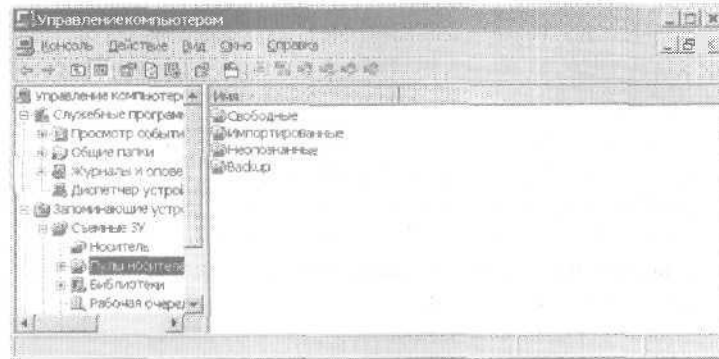 Управление компьютером
Консоль Действие Вид Окно Справка
Управление компьютер
Имя
Служебные програм
Просмотр событи
Общие папки
Журналы и опове
Диспетчер устрой
Запоминающие устро
Съемные ЗУ
Носитель
Пулы носителе
Библиотеки
Рабочая очеред
Свободные
Импортированные
Неопознанные
Backup